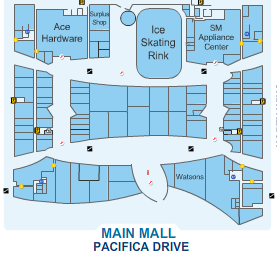 Ace
Hardware
Surplus
Shop
Ice
Skating
Rink
SM
Appliance
Center
Watsons
MAIN MALL
PACIFICA DRIVE